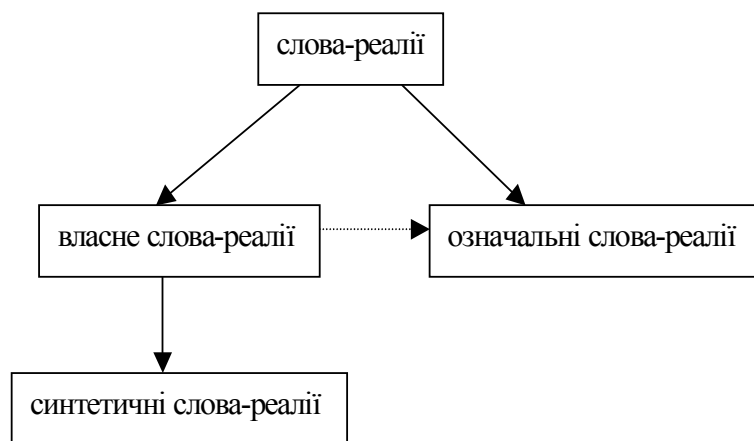 слова-реалії
власне слова-реалії
означальні слова-реалії
синтетичні слова-реалії